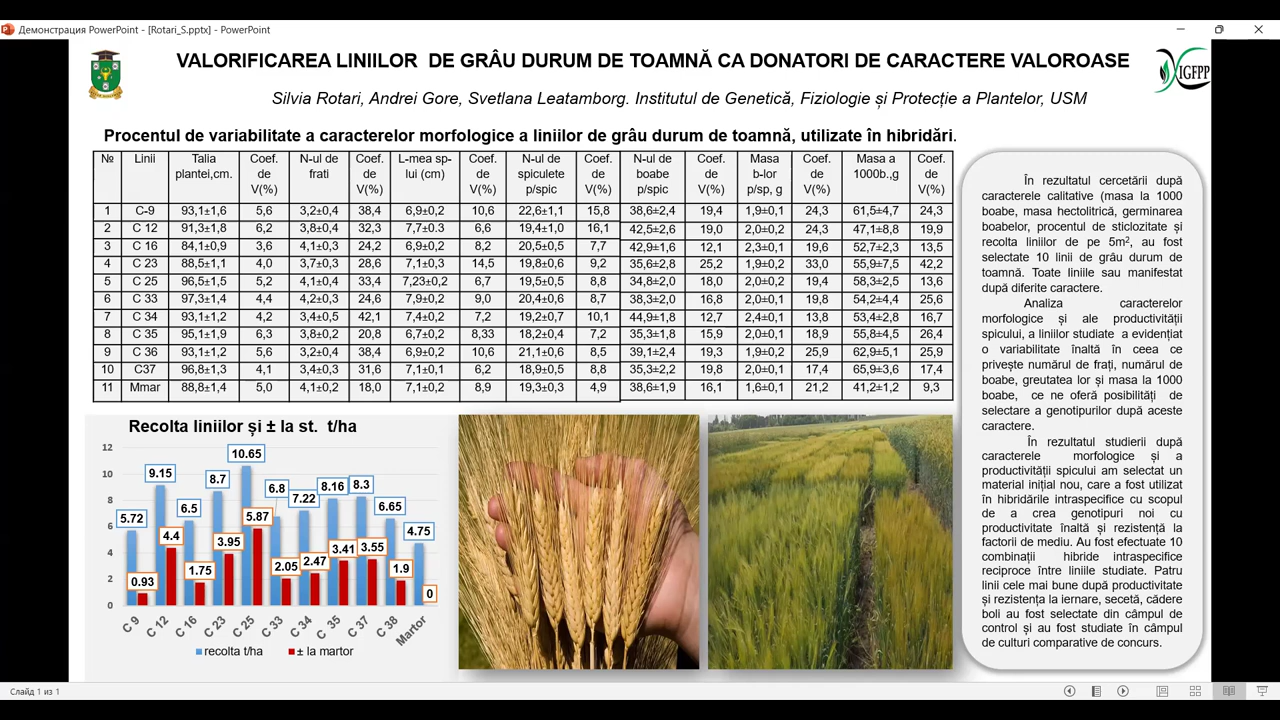 Демонстрация PowerPoint - [Rotari_S.pptx] - PowerPoint
VALORIFICAREA LINIILOR DE GRÂU DURUM DE TOAMNĂ CA DONATORI DE CARACTERE VALOROASE
IGFPP
Silvia Rotari, Andrei Gore, Svetlana Leatamborg. Institutul de Genetică, Fiziologie și Protecție a Plantelor, USM
Procentul de variabilitate a caracterelor morfologice a liniilor de grâu durum de toamnă, utilizate în hibridări.
№ Linii Talia plantei,cm. Coef. de V(%) N-ul de frati Coef. de V(%) L-mea sp-lui (cm) Coef. de V(%) N-ul de spiculete p/spic Coef. de V(%) N-ul de boabe p/spic Coef. de V(%) Masa b-lor p/sp, g Coef. de V(%) Masa a 1000b.,g Coef. de V(%)
1 C-9 93,1±1,6 5,6 3,2±0,4 38,4 6,9±0,2 10,6 22,6±1,1 15,8 38,6±2,4 19,4 1,9±0,1 24,3 61,5±4,7 24,3
2 C 12 91,3±1,8 6,2 3,8±0,4 32,3 7,7±0.3 6,6 19,4±1,0 16,1 42,5±2,6 19,0 2,0±0,2 24,3 47,1±8,8 19,9
3 C 16 84,1±0,9 3,6 4,1±0,3 24,2 6,9±0,2 8,2 20,5±0,5 7,7 42,9±1,6 12,1 2,3±0,1 19,6 52,7±2,3 13,5
4 C 23 88,5±1,1 4,0 3,7±0,3 28,6 7,1±0,3 14,5 19,8±0,6 9,2 35,6±2,8 25,2 1,9±0,2 33,0 55,9±7,5 42,2
5 C 25 96,5±1,5 5,2 4,1±0,4 33,4 7,23±0,2 6,7 19,5±0,5 8,8 34,8±2,0 18,0 2,0±0,2 19,4 58,3±2,5 13,6
6 C 33 97,3±1,4 4,4 4,2±0,3 24,6 7,9±0,2 9,0 20,4±0,6 8,7 38,3±2,0 16,8 2,0±0,1 19,8 54,2±4,4 25,6
7 C 34 93,1±1,2 4,2 3,4±0,5 42,1 7,4±0,2 7,2 19,2±0,7 10,1 44,9±1,8 12,7 2,4±0,1 13,8 53,4±2,8 16,7
8 C 35 95,1±1,9 6,3 3,8±0,2 20,8 6,7±0,2 8,33 18,2±0,4 7,2 35,3±1,8 15,9 2,0±0,1 18,9 55,8±4,5 26,4
9 C 36 93,1±1,2 5,6 3,2±0,4 38,4 6,9±0,2 10,6 21,1±0,6 8,5 39,1±2,4 19,3 1,9±0,2 25,9 62,9±5,1 25,9
10 C37 96,8±1,3 4,1 3,4±0,3 31,6 7,1±0,1 6,2 18,9±0,5 8,8 35,3±2,2 19,8 2,0±0,1 17,4 65,9±3,6 17,4
11 Mmar 88,8±1,4 5,0 4,1±0,2 18,0 7,1±0,2 8,9 19,3±0,3 4,9 38,6±1,9 16,1 1,6±0,1 21,2 41,2±1,2 9,3
Recolta liniilor și ± la st. t/ha
12
10
8
6
4
2
0
5.72 9.15 6.5 8.7 10.65 6.8 7.22 8.16 8.3 6.65 4.75
0.93 4.4 1.75 3.95 5.87 2.05 2.47 3.41 3.55 1.9 0
C 9 C 12 C 16 C 23 C 25 C 33 C 34 C 35 C 37 C 38 Martor
recolta t/ha ± la martor
În rezultatul cercetării după
caracterele calitative (masa la 1000
boabe, masa hectolitrică, germinarea
boabelor, procentul de sticlozitate și
recolta liniilor de pe 5m², au fost
selectate 10 linii de grâu durum de
toamnă. Toate liniile sau manifestat
după diferite caractere.
Analiza caracterelor
morfologice și ale productivității
spicului, a liniilor studiate a evidențiat
o variabilitate înaltă în ceea ce
privește numărul de frați, numărul de
boabe, greutatea lor și masa la 1000
boabe, ce ne oferă posibilități de
selectare a genotipurilor după aceste
caractere.
În rezultatul studierii după
caracterele morfologice și a
productivității spicului am selectat un
material inițial nou, care a fost utilizat
în hibridările intraspecifice cu scopul
de a crea genotipuri noi cu
productivitate înaltă și rezistență la
factorii de mediu. Au fost efectuate 10
combinații hibride intraspecifice
reciproce între liniile studiate. Patru
linii cele mai bune după productivitate
și rezistența la iernare, secetă, cădere
boli au fost selectate din câmpul de
control și au fost studiate în câmpul
de culturi comparative de concurs.
Слайд 1 из 1